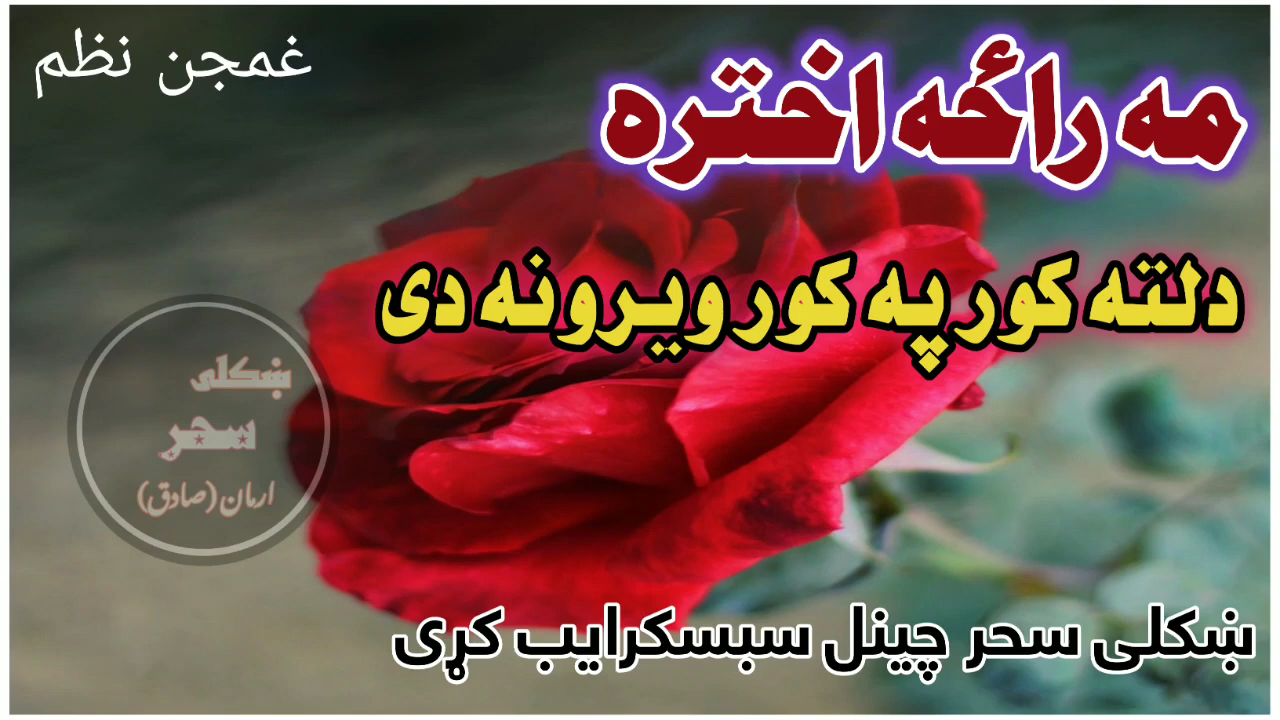 غمجن نظم
مه رائحه اختره
دلته کور په کور ویرونه دی
ښکلی
سحر
ارمان (صادق)
ښکلی سحر چینل سبسکرایب کړی